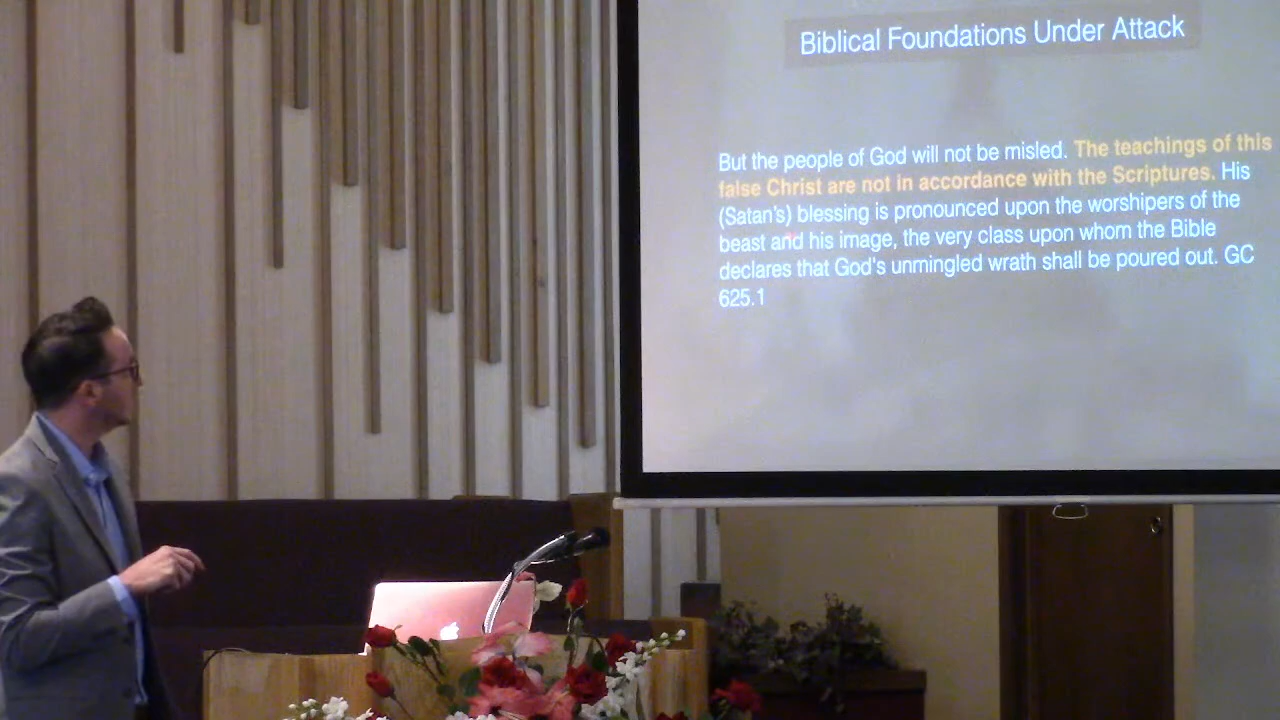 Biblical Foundations Under Attack
But the people of God will not be misled. The teachings of this
false Christ are not in accordance with the Scriptures. His
(Satan's) blessing is pronounced upon the worshipers of the
beast and his image, the very class upon whom the Bible
declares that God's unmingled wrath shall be poured out. GC
625.1